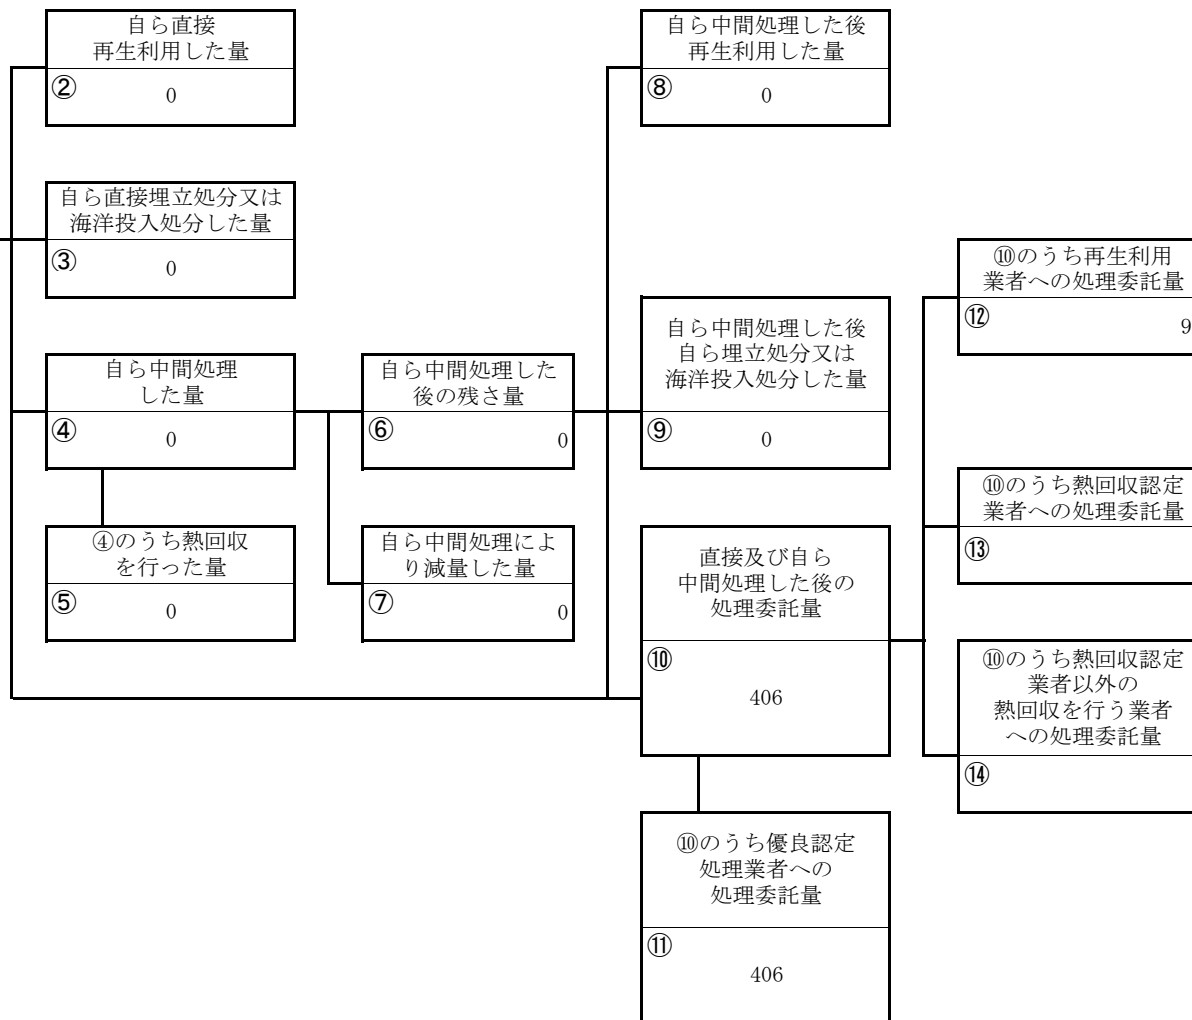 自ら直接
再生利用した量
②
0
自ら直接埋立処分又は
海洋投入処分した量
③
0
自ら中間処理
した量
④
0
④のうち熱回収
を行った量
⑤
0
自ら中間処理した
後の残さ量
⑥
0
自ら中間処理によ
り減量した量
⑦
0
自ら中間処理した後
再生利用した量
⑧
0
自ら中間処理した後
自ら埋立処分又は
海洋投入処分した量
⑨
0
直接及び自ら
中間処理した後の
処理委託量
⑩
406
⑩のうち優良認定
処理業者への
処理委託量
⑪
406
⑩のうち再生利用
業者への処理委託量
⑫
9
⑩のうち熱回収認定
業者への処理委託量
⑬
⑩のうち熱回収認定
業者以外の
熱回収を行う業者
への処理委託量
⑭